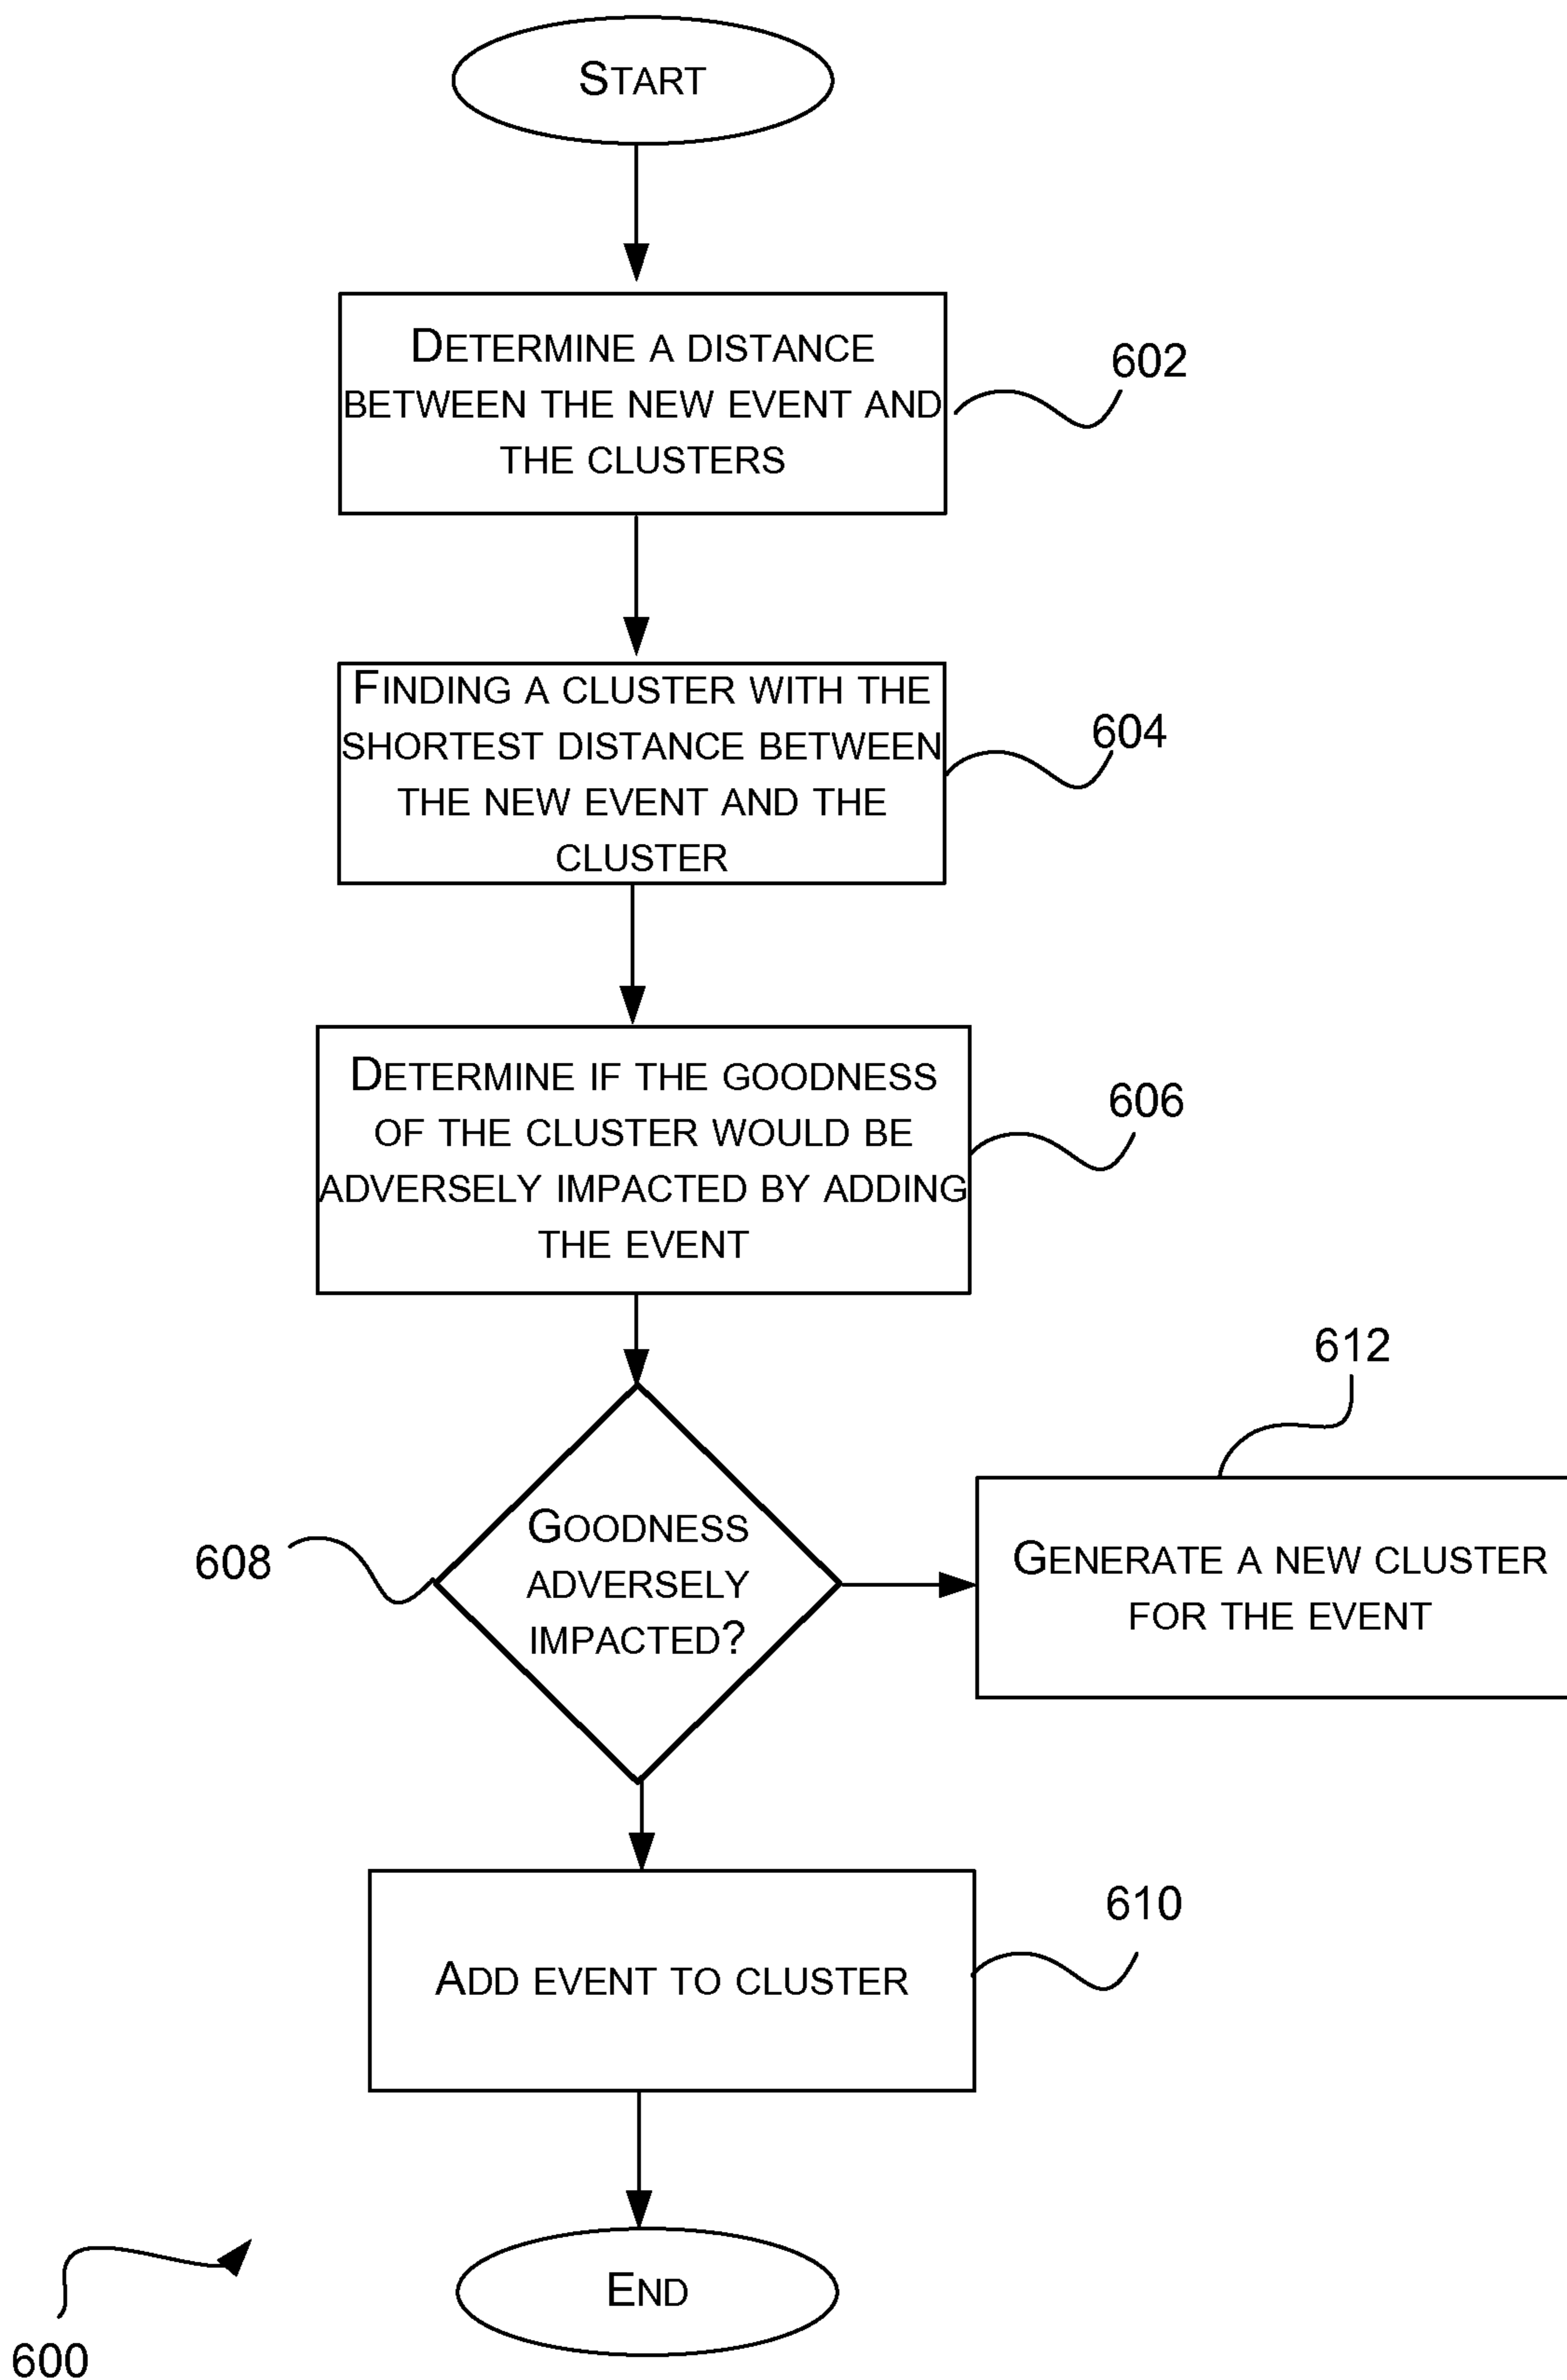 START
DETERMINE A DISTANCE
BETWEEN THE NEW EVENT AND
THE CLUSTERS
602
FINDING A CLUSTER WITH THE
SHORTEST DISTANCE BETWEEN
THE NEW EVENT AND THE
CLUSTER
604
DETERMINE IF THE GOODNESS
OF THE CLUSTER WOULD BE
ADVERSELY IMPACTED BY ADDING
THE EVENT
606
612
GOODNESS
ADVERSELY
IMPACTED?
608
GENERATE A NEW CLUSTER
FOR THE EVENT
ADD EVENT TO CLUSTER
610
END
600